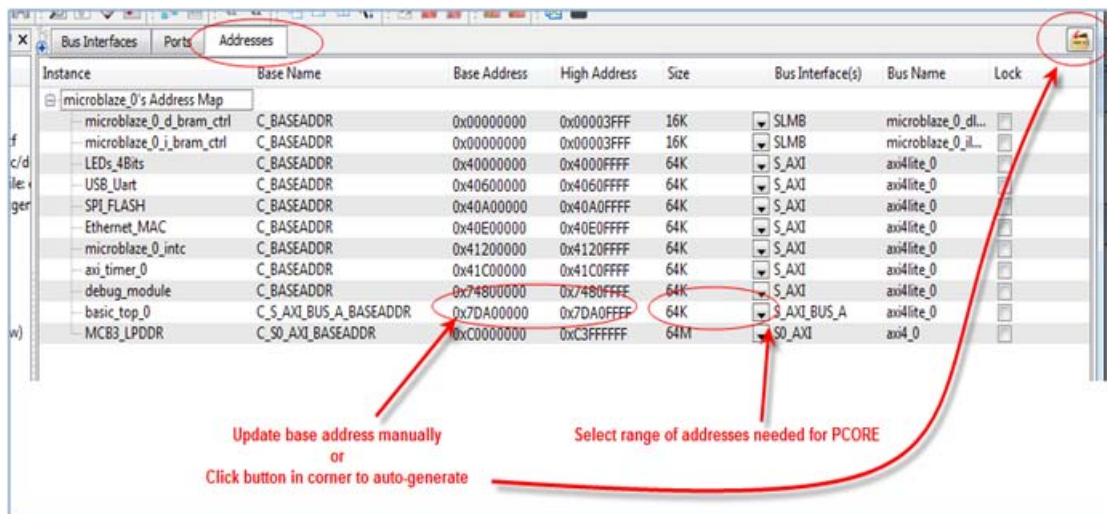 X
Bus Interfaces Ports Addresses
Instance Base Name Base Address High Address Size Bus Interface(s) Bus Name Lock
microblaze_0's Address Map
microblaze_0_d_bram_ctrl C_BASEADDR 0x00000000 0x00003FFF 16K SLMB microblaze_0_dl...
microblaze_0_i_bram_ctrl C_BASEADDR 0x00000000 0x00003FFF 16K SLMB microblaze_0_il...
LEDs_4Bits C_BASEADDR 0x40000000 0x4000FFFF 64K S_AXI axi4lite_0
USB_Uart C_BASEADDR 0x40600000 0x4060FFFF 64K S_AXI axi4lite_0
SPI_FLASH C_BASEADDR 0x40A00000 0x40A0FFFF 64K S_AXI axi4lite_0
Ethernet_MAC C_BASEADDR 0x40E00000 0x40E0FFFF 64K S_AXI axi4lite_0
microblaze_0_intc C_BASEADDR 0x41200000 0x4120FFFF 64K S_AXI axi4lite_0
axi_timer_0 C_BASEADDR 0x41C00000 0x41C0FFFF 64K S_AXI axi4lite_0
debug_module C_BASEADDR 0x74800000 0x7480FFFF 64K S_AXI axi4lite_0
basic_top_0 C_S_AXI_BUS_A_BASEADDR 0x7DA00000 0x7DA0FFFF 64K S_AXI_BUS_A axi4lite_0
w) MCB3_LPDDR C_S0_AXI_BASEADDR 0xC0000000 0xC3FFFFFF 64M S0_AXI axi4_0
Update base address manually
or
Click button in corner to auto-generate
Select range of addresses needed for PCORE